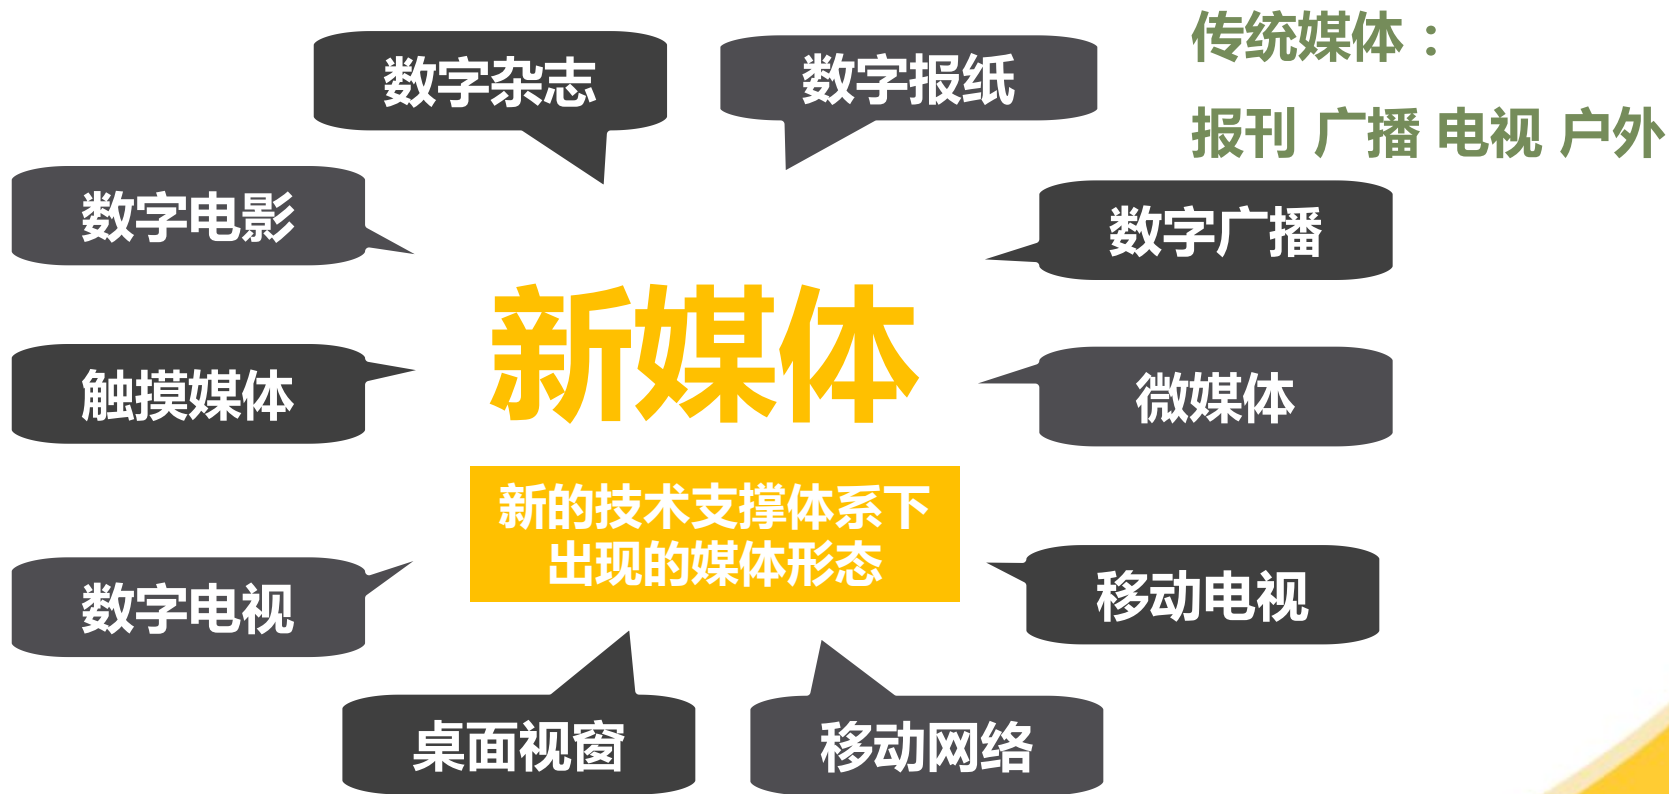 传统媒体：
报刊 广播 电视 户外
数字杂志
数字报纸
数字电影
数字广播
新媒体
触摸媒体
微媒体
新的技术支撑体系下
出现的媒体形态
数字电视
移动电视
桌面视窗
移动网络